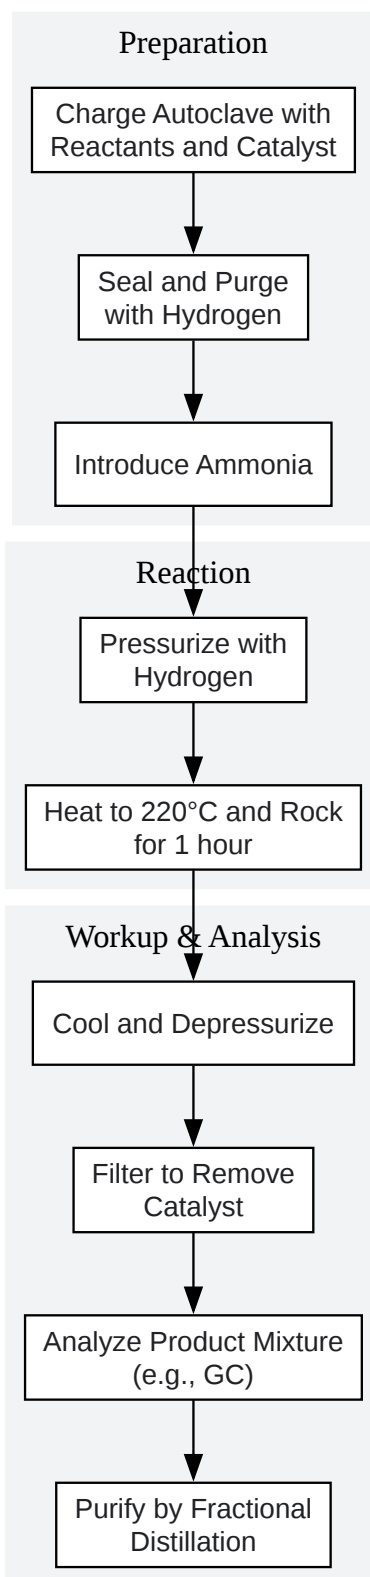 Preparation
Charge Autoclave with
Reactants and Catalyst
Seal and Purge
with Hydrogen
Introduce Ammonia
Reaction
Pressurize with
Hydrogen
Heat to 220°C and Rock
for 1 hour
Workup & Analysis
Cool and Depressurize
Filter to Remove
Catalyst
Analyze Product Mixture
(e.g., GC)
Purify by Fractional
Distillation